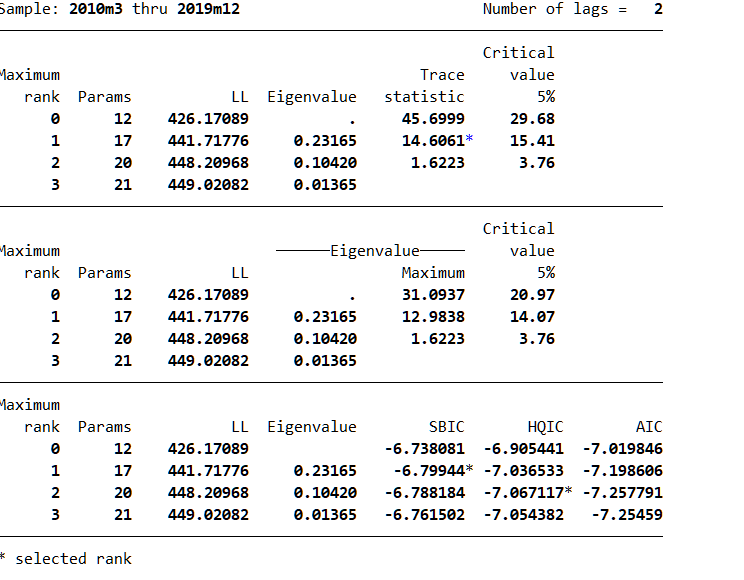 Sample: 2010m3 thru 2019m12 Number of lags = 2
Critical
Maximum Trace value
rank Params LL Eigenvalue statistic 5%
0 12 426.17089 . 45.6999 29.68
1 17 441.71776 0.23165 14.6061* 15.41
2 20 448.20968 0.10420 1.6223 3.76
3 21 449.02082 0.01365
Critical
Maximum Eigenvalue value
rank Params LL Maximum 5%
0 12 426.17089 . 31.0937 20.97
1 17 441.71776 0.23165 12.9838 14.07
2 20 448.20968 0.10420 1.6223 3.76
3 21 449.02082 0.01365
Maximum
rank Params LL Eigenvalue SBIC HQIC AIC
0 12 426.17089 -6.738081 -6.905441 -7.019846
1 17 441.71776 0.23165 -6.79944* -7.036533 -7.198606
2 20 448.20968 0.10420 -6.788184 -7.067117* -7.257791
3 21 449.02082 0.01365 -6.761502 -7.054382 -7.25459
* selected rank